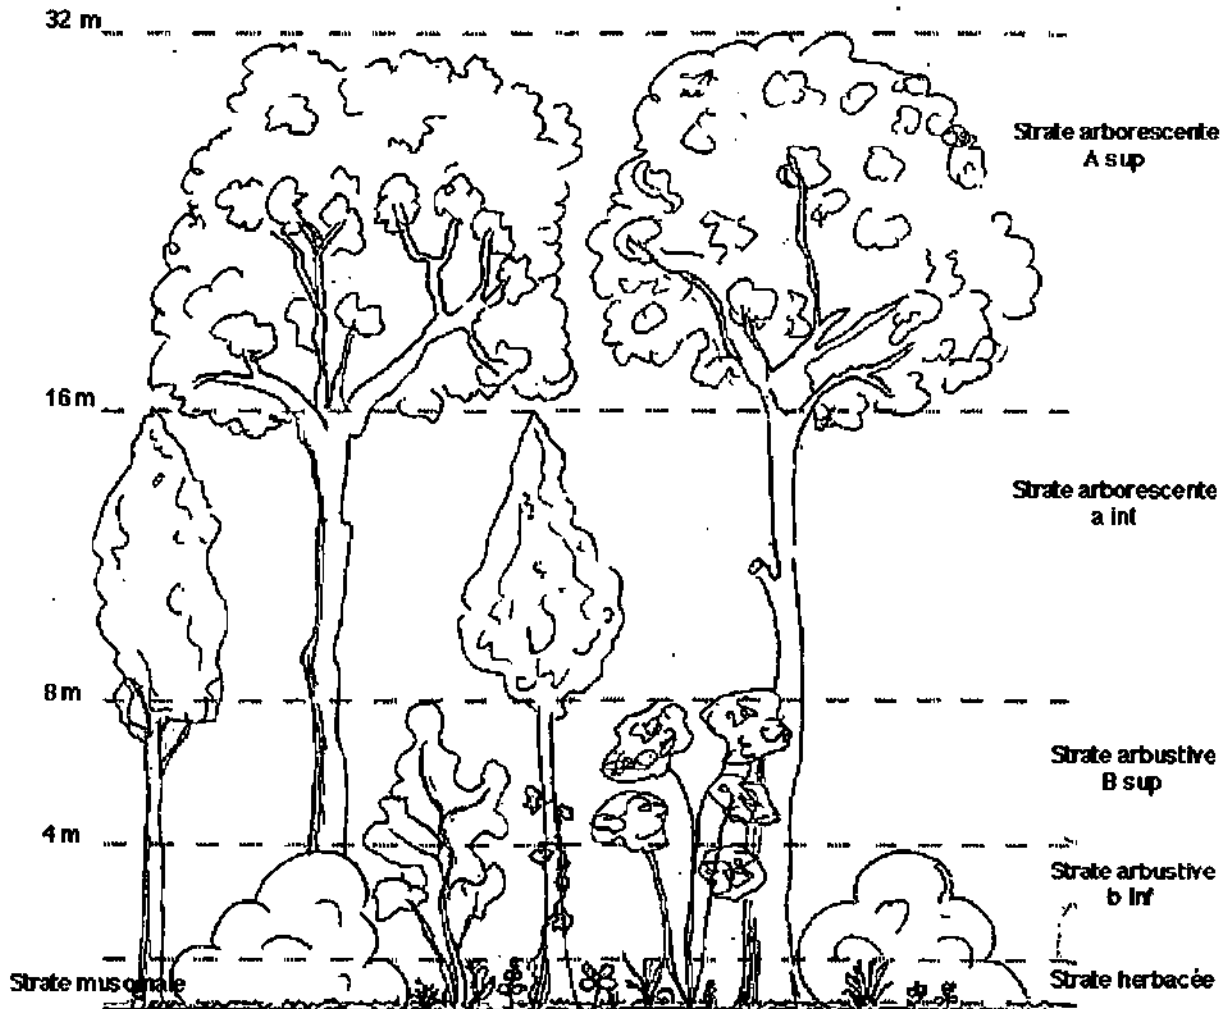 32 m
Strate arborescente
A sup
16 m
Strate arborescente
a int
8 m
Strate arbustive
B sup
4 m
Strate arbustive
b inf
Strate muscinale
Strate herbacée